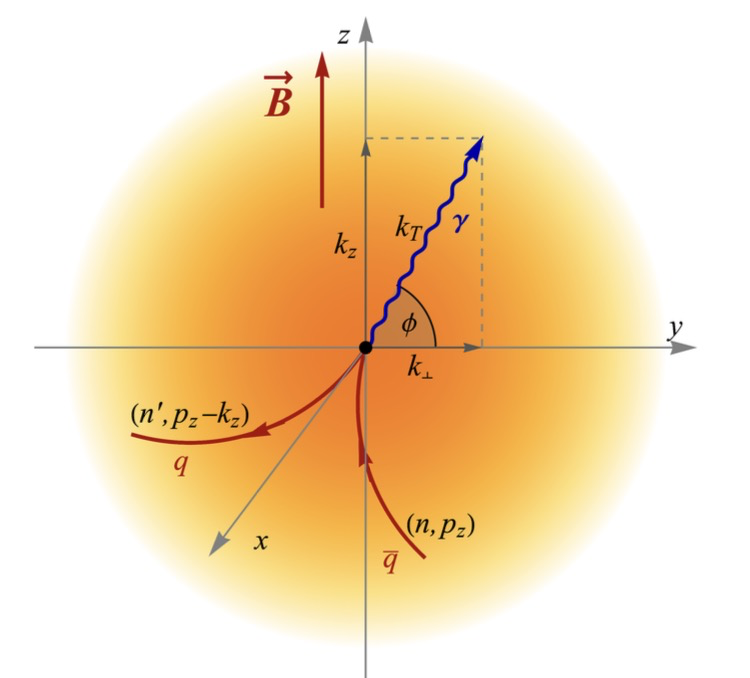 z
B⃗
k_T
γ
k_z
ϕ
y
k_⊥
(n′, p_z−k_z)
q
(n, p_z)
x
q̅